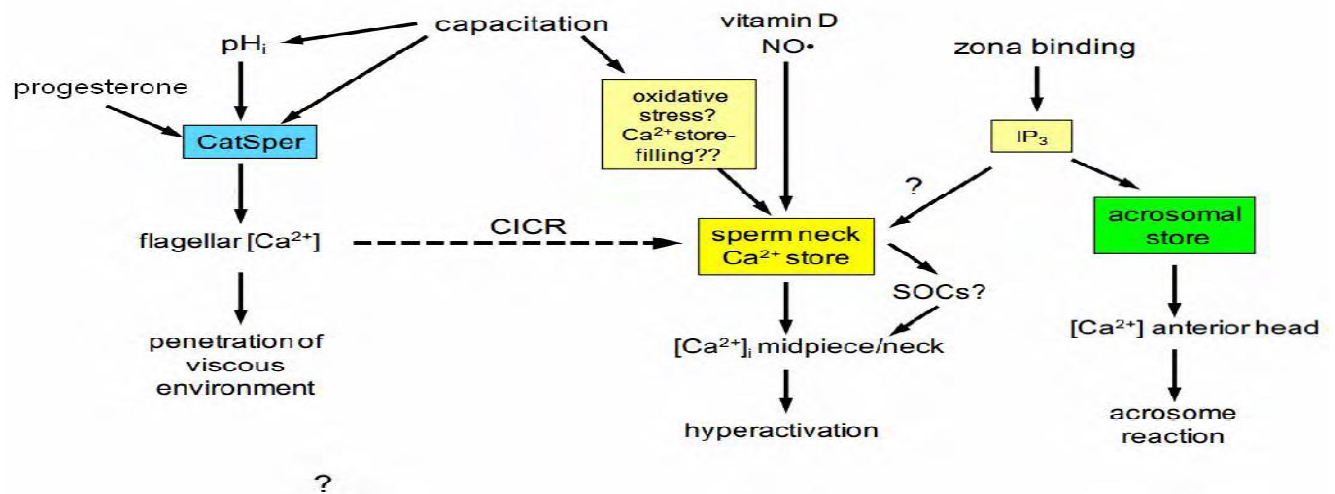 capacitation
vitamin D
NO•
pHᵢ
zona binding
progesterone
oxidative
stress?
Ca²⁺store-
filling??
CatSper
IP₃
?
acrosomal
store
CICR
flagellar [Ca²⁺]
sperm neck
Ca²⁺ store
SOCs?
penetration of
viscous
environment
[Ca²⁺]ᵢ midpiece/neck
[Ca²⁺] anterior head
hyperactivation
acrosome
reaction
?